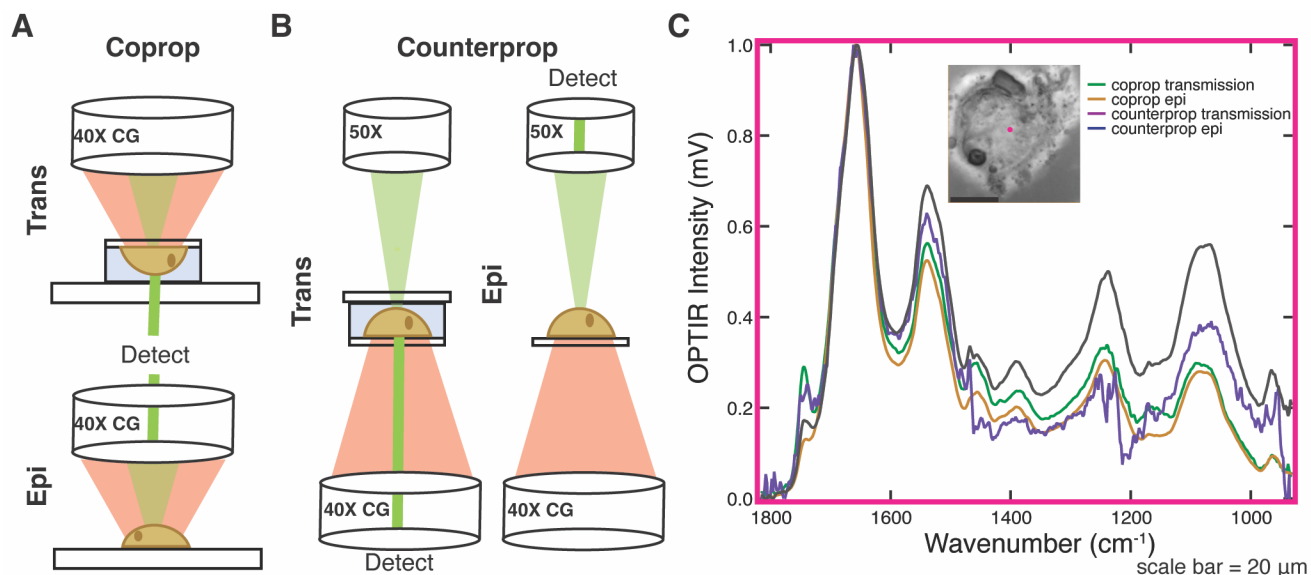 A
Coprop
40X CG
Trans
Detect
40X CG
Epi
B
Counterprop
Detect
50X
50X
Trans
Epi
40X CG
40X CG
Detect
C
OPTIR Intensity (mV)
1.0
0.8
0.6
0.4
0.2
0.0
coprop transmission
coprop epi
counterprop transmission
counterprop epi
1800 1600 1400 1200 1000
Wavenumber (cm⁻¹)
scale bar = 20 µm